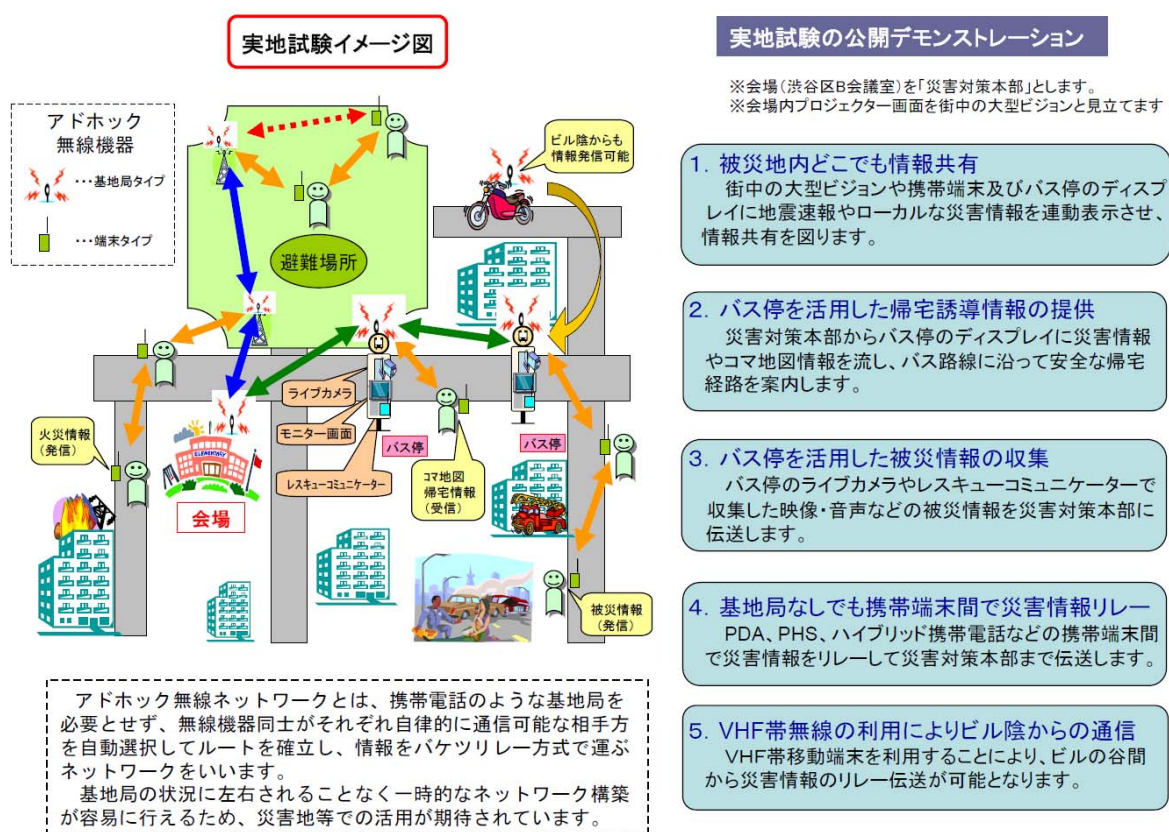 実地試験イメージ図
アドホック
無線機器
・・・基地局タイプ
・・・端末タイプ
ビル陰からも
情報発信可能
避難場所
ライブカメラ
モニター画面
レスキューコミュニケーター
バス停
バス停
火災情報
(発信)
ELEMENTARY
会場
コマ地図
帰宅情報
(受信)
被災情報
(発信)
アドホック無線ネットワークとは、携帯電話のような基地局を
必要とせず、無線機器同士がそれぞれ自律的に通信可能な相手方
を自動選択してルートを確立し、情報をバケツリレー方式で運ぶ
ネットワークをいいます。
基地局の状況に左右されることなく一時的なネットワーク構築
が容易に行えるため、災害地等での活用が期待されています。
実地試験の公開デモンストレーション
※会場(渋谷区B会議室)を「災害対策本部」とします。
※会場内プロジェクター画面を街中の大型ビジョンと見立てます
1. 被災地内どこでも情報共有
街中の大型ビジョンや携帯端末及びバス停のディスプ
レイに地震速報やローカルな災害情報を連動表示させ、
情報共有を図ります。
2. バス停を活用した帰宅誘導情報の提供
災害対策本部からバス停のディスプレイに災害情報
やコマ地図情報を流し、バス路線に沿って安全な帰宅
経路を案内します。
3. バス停を活用した被災情報の収集
バス停のライブカメラやレスキューコミュニケーターで
収集した映像・音声などの被災情報を災害対策本部に
伝送します。
4. 基地局なしでも携帯端末間で災害情報リレー
PDA、PHS、ハイブリッド携帯電話などの携帯端末間
で災害情報をリレーして災害対策本部まで伝送します。
5. VHF帯無線の利用によりビル陰からの通信
VHF帯移動端末を利用することにより、ビルの谷間
から災害情報のリレー伝送が可能となります。